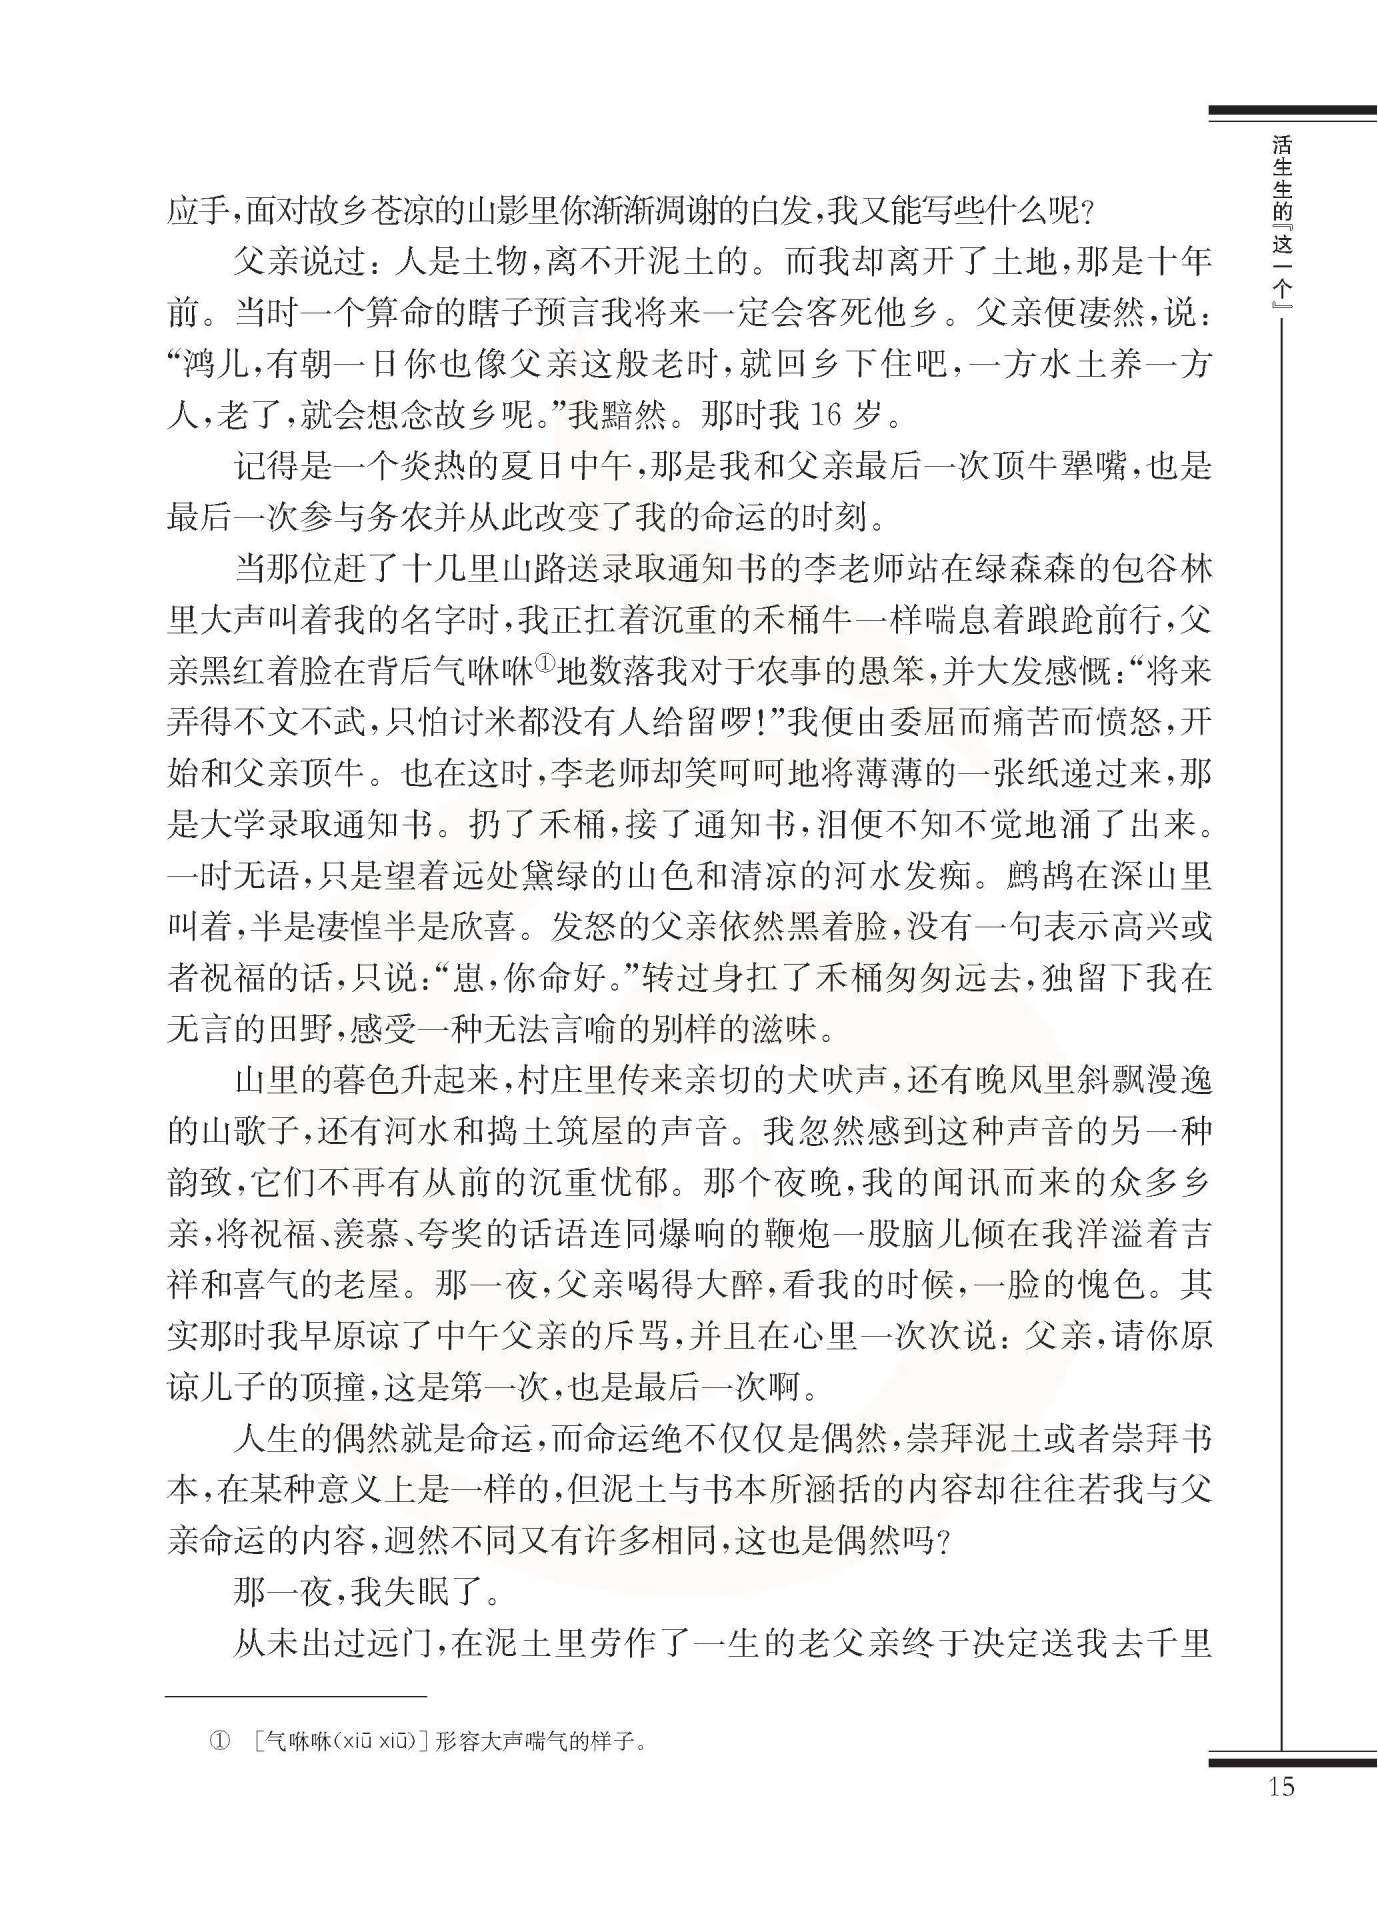 活生生的『这一个』
应手，面对故乡苍凉的山影里你渐渐凋谢的白发，我又能写些什么呢？
父亲说过：人是土物，离不开泥土的。而我却离开了土地，那是十年
前。当时一个算命的瞎子预言我将来一定会客死他乡。父亲便凄然，说：
“鸿儿，有朝一日你也像父亲这般老时，就回乡下住吧，一方水土养一方
人，老了，就会想念故乡呢。”我黯然。那时我 16 岁。
记得是一个炎热的夏日中午，那是我和父亲最后一次顶牛犟嘴，也是
最后一次参与务农并从此改变了我的命运的时刻。
当那位赶了十几里山路送录取通知书的李老师站在绿森森的包谷林
里大声叫着我的名字时，我正扛着沉重的禾桶牛一样喘息着踉跄前行，父
亲黑红着脸在背后气咻咻①地数落我对于农事的愚笨，并大发感慨：“将来
弄得不文不武，只怕讨米都没有人给留啰！”我便由委屈而痛苦而愤怒，开
始和父亲顶牛。也在这时，李老师却笑呵呵地将薄薄的一张纸递过来，那
是大学录取通知书。扔了禾桶，接了通知书，泪便不知不觉地涌了出来。
一时无语，只是望着远处黛绿的山色和清凉的河水发痴。鹧鸪在深山里
叫着，半是凄惶半是欣喜。发怒的父亲依然黑着脸，没有一句表示高兴或
者祝福的话，只说：“崽，你命好。”转过身扛了禾桶匆匆远去，独留下我在
无言的田野，感受一种无法言喻的别样的滋味。
山里的暮色升起来，村庄里传来亲切的犬吠声，还有晚风里斜飘漫逸
的山歌子，还有河水和捣土筑屋的声音。我忽然感到这种声音的另一种
韵致，它们不再有从前的沉重忧郁。那个夜晚，我的闻讯而来的众多乡
亲，将祝福、羡慕、夸奖的话语连同爆响的鞭炮一股脑儿倾在我洋溢着吉
祥和喜气的老屋。那一夜，父亲喝得大醉，看我的时候，一脸的愧色。其
实那时我早原谅了中午父亲的斥骂，并且在心里一次次说：父亲，请你原
谅儿子的顶撞，这是第一次，也是最后一次啊。
人生的偶然就是命运，而命运绝不仅仅是偶然，崇拜泥土或者崇拜书
本，在某种意义上是一样的，但泥土与书本所涵括的内容却往往若我与父
亲命运的内容，迥然不同又有许多相同，这也是偶然吗？
那一夜，我失眠了。
从未出过远门，在泥土里劳作了一生的老父亲终于决定送我去千里
① ［气咻咻（xiū xiū）］形容大声喘气的样子。
15